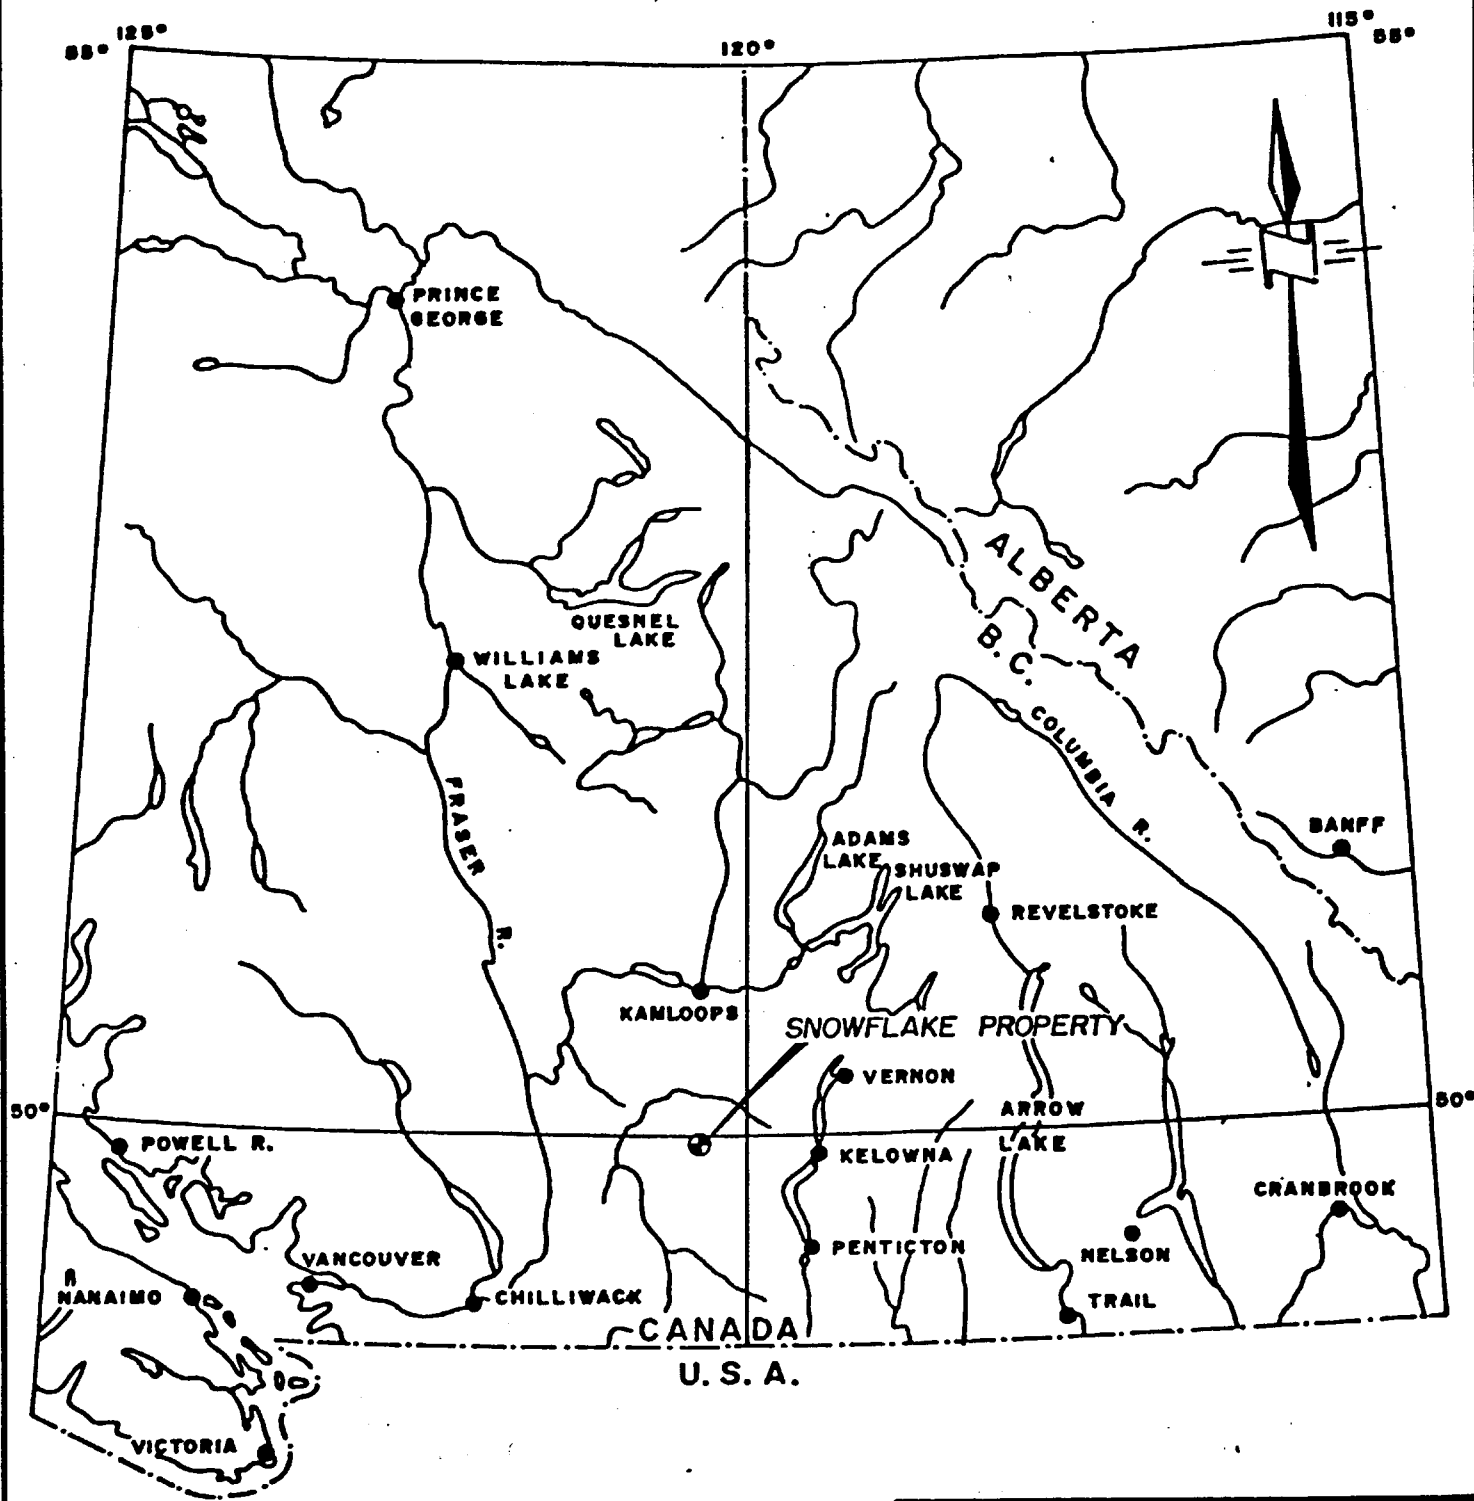 125°
120°
115°
55°
55°
PRINCE
GEORGE
ALBERTA
B.C.
QUESNEL
LAKE
WILLIAMS
LAKE
COLUMBIA R.
FRASER R.
BANFF
ADAMS
LAKE
SHUSWAP
LAKE
REVELSTOKE
KAMLOOPS
SNOWFLAKE PROPERTY
VERNON
50°
50°
ARROW
LAKE
POWELL R.
KELOWNA
CRANBROOK
PENTICTON
NELSON
VANCOUVER
NANAIMO
CHILLIWACK
TRAIL
CANADA
U.S.A.
VICTORIA